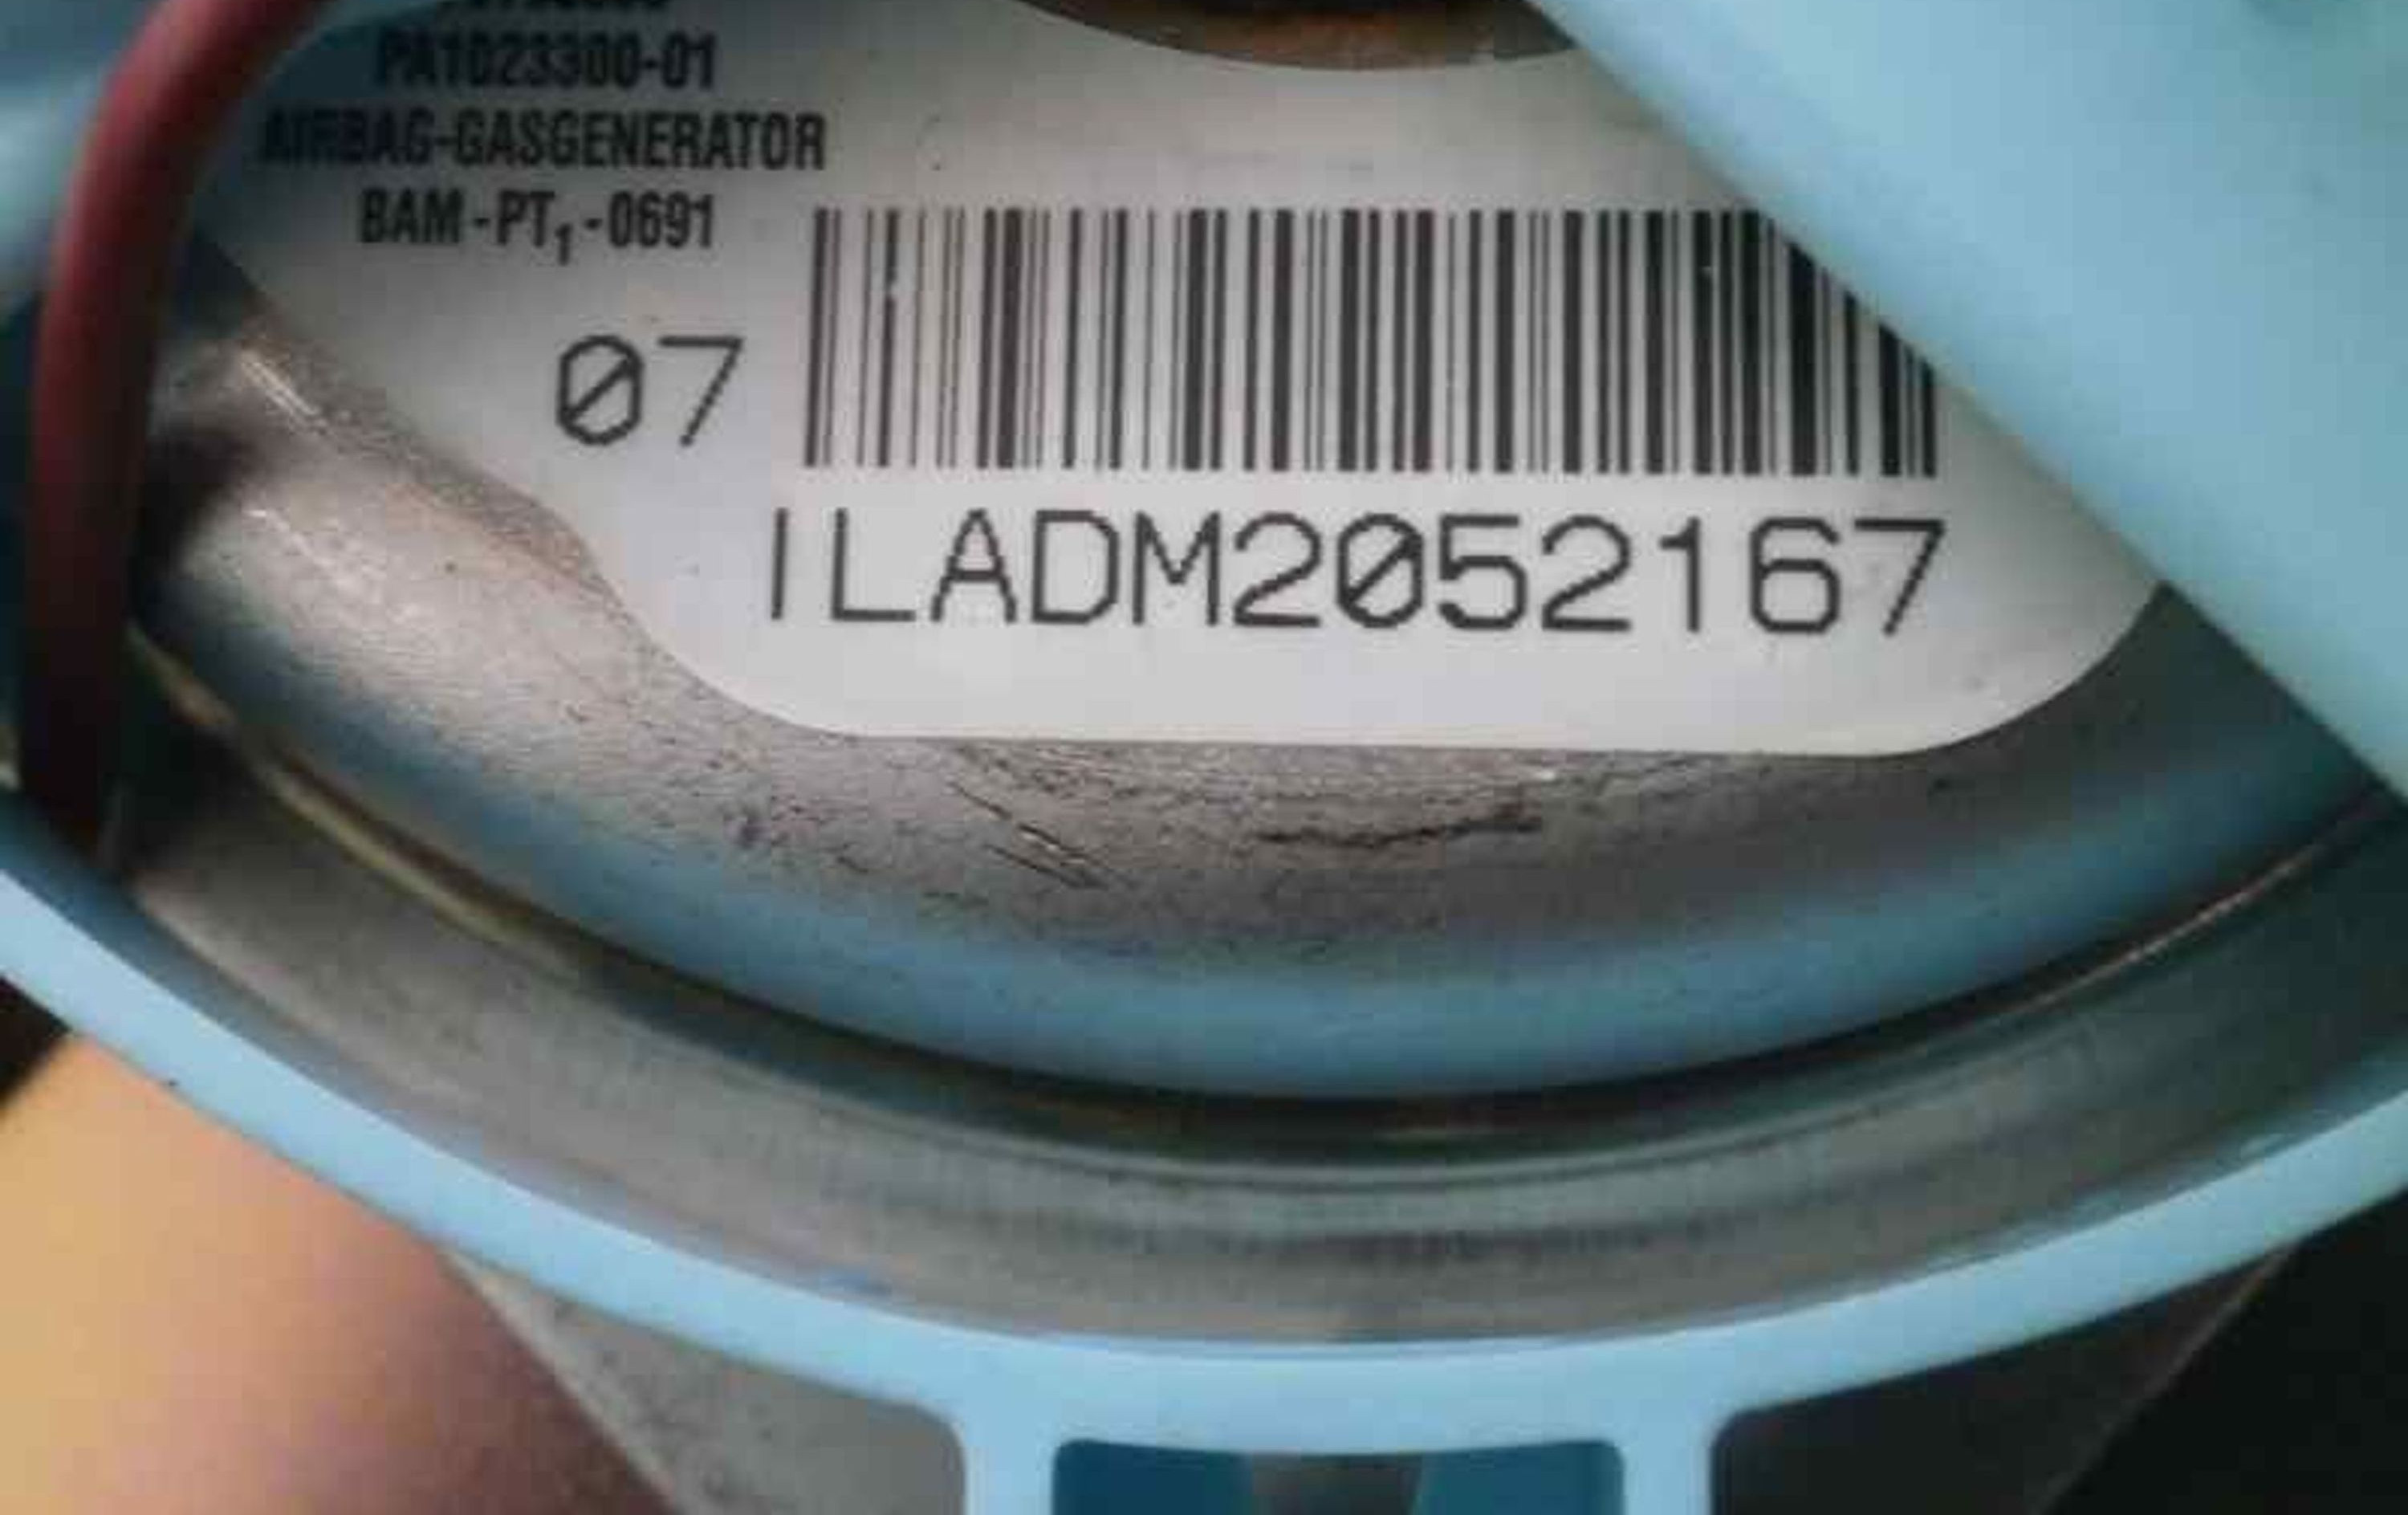 PA1023300-01
AIRBAG-GASGENERATOR
BAM-PT₁-0691
07
ILADM2052167